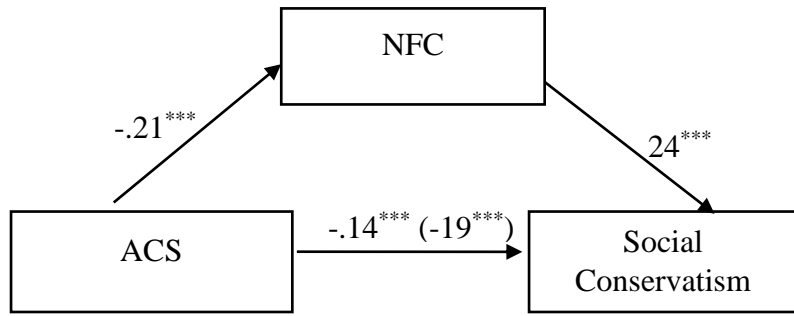 NFC
-.21***
24***
ACS
-.14*** (-19***)
Social
Conservatism